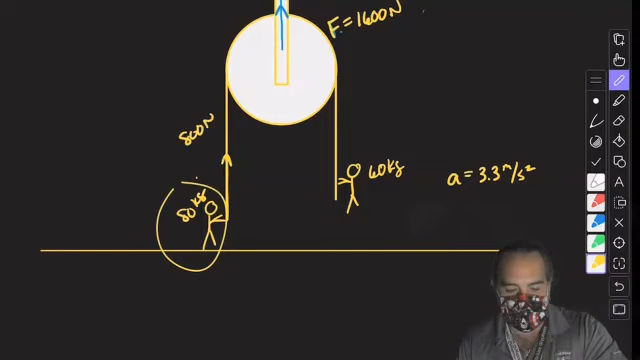 F = 1600N
800N
60kg
a = 3.3 m/s²
80kg